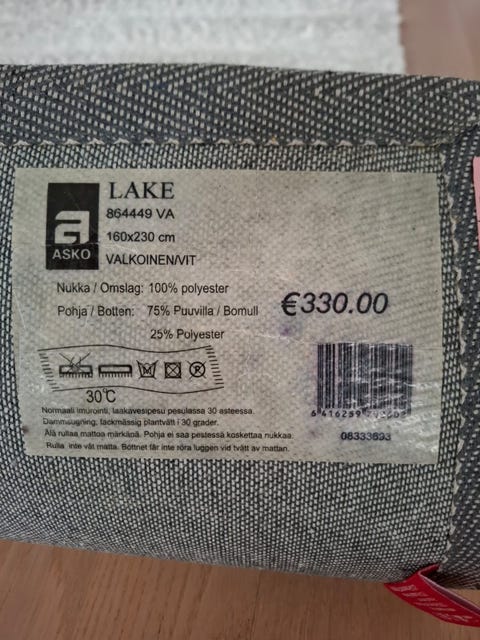 LAKE
864449 VA
160x230 cm
ASKO
VALKOINEN/VIT
Nukka / Omslag: 100% polyester
Pohja / Botten: 75% Puuvilla / Bomull
25% Polyester
€330.00
30°C
Normaali imurointi, laakavesipesu pesulassa 30 asteessa.
Dammsugning, fackmässig plantvätt i 30 grader.
Älä rullaa mattoa märkäpä. Pohja ei saa pestessä koskettaa nukkaa.
Rulla inte våt matta. Bottnet får inte röra luggen vid tvätt av mattan.
08333693